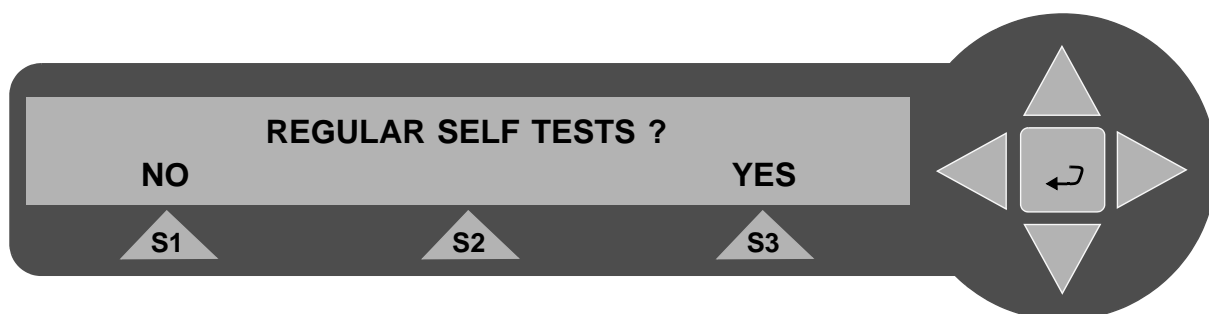 REGULAR SELF TESTS ?
NO YES
S1 S2 S3